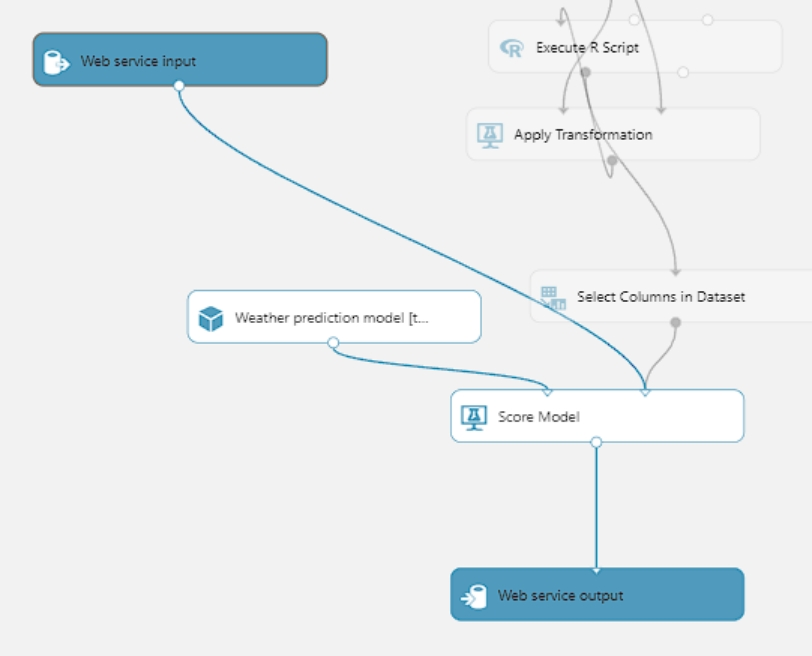 Web service input
Execute R Script
Apply Transformation
Select Columns in Dataset
Weather prediction model [t...
Score Model
Web service output